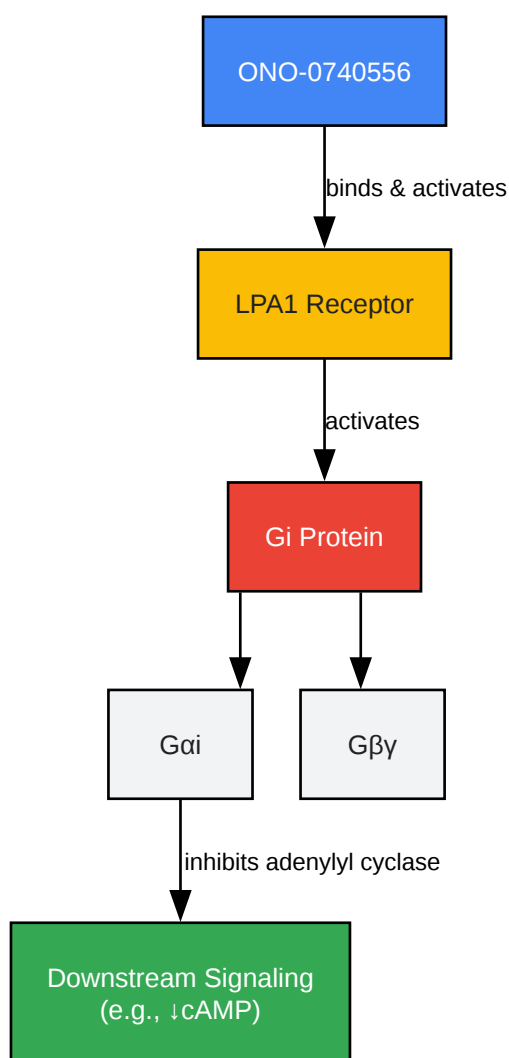 ONO-0740556
binds & activates
LPA1 Receptor
activates
Gi Protein
Gαi
Gβγ
inhibits adenylyl cyclase
Downstream Signaling
(e.g., ↓cAMP)